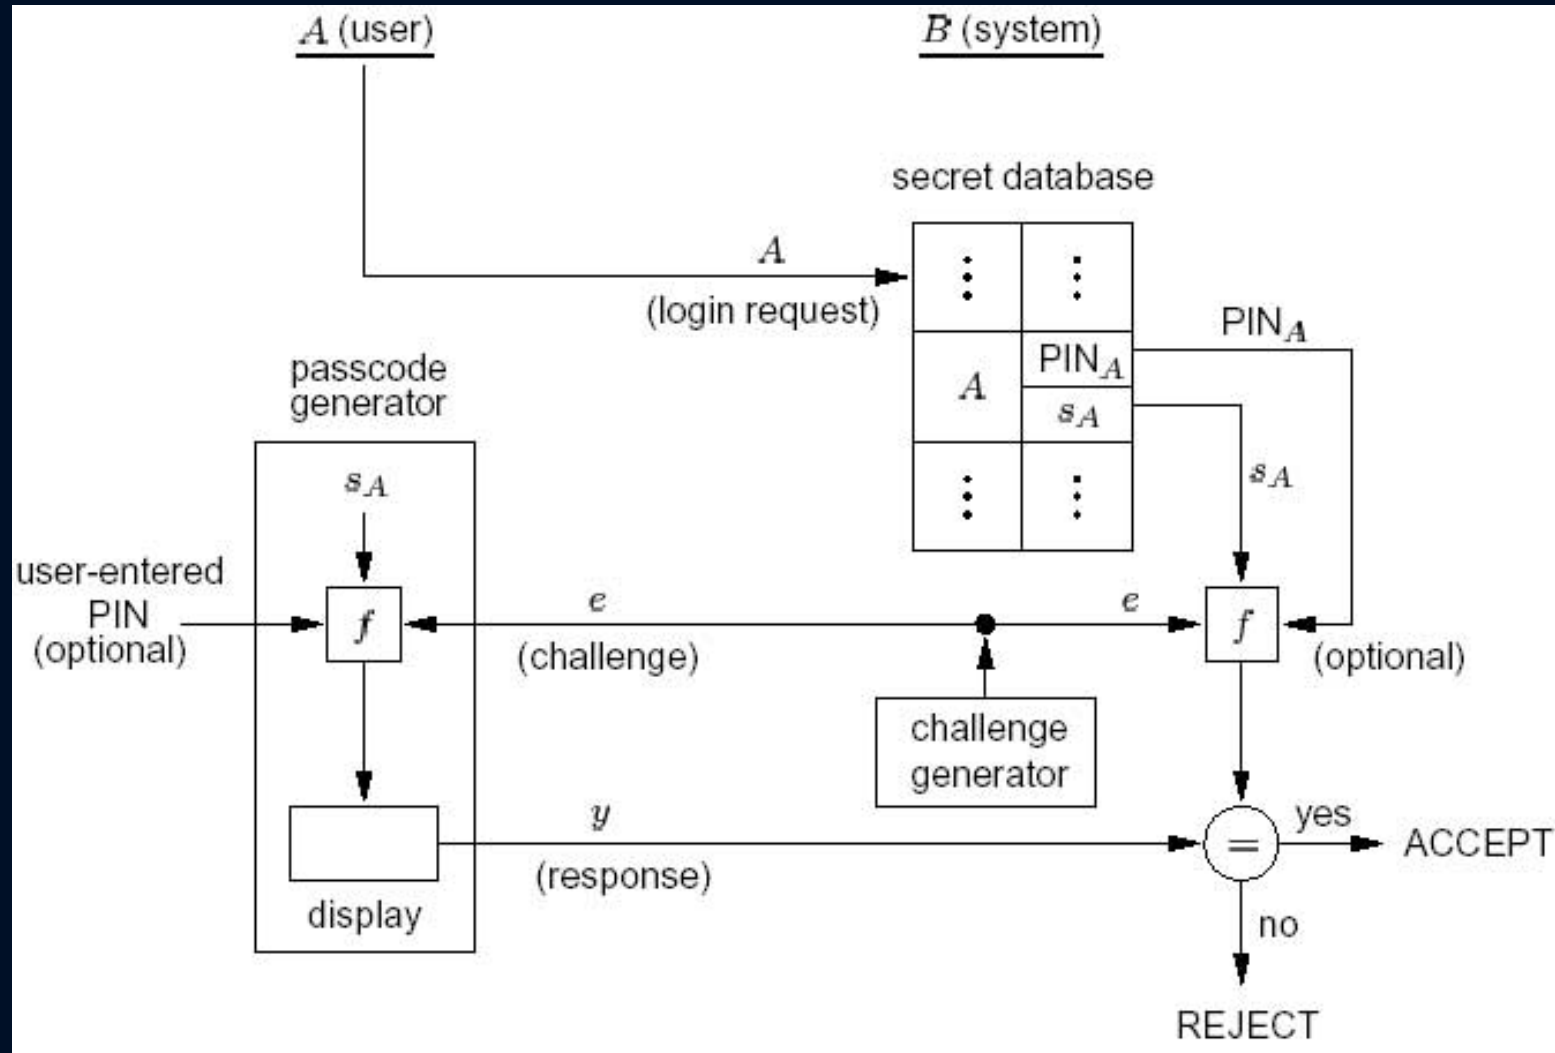 A (user)
B (system)
secret database
A
(login request)
PIN_A
A
PIN_A
s_A
s_A
passcode
generator
s_A
user-entered
PIN
(optional)
f
e
(challenge)
e
f
(optional)
challenge
generator
y
(response)
=
yes
ACCEPT
display
no
REJECT